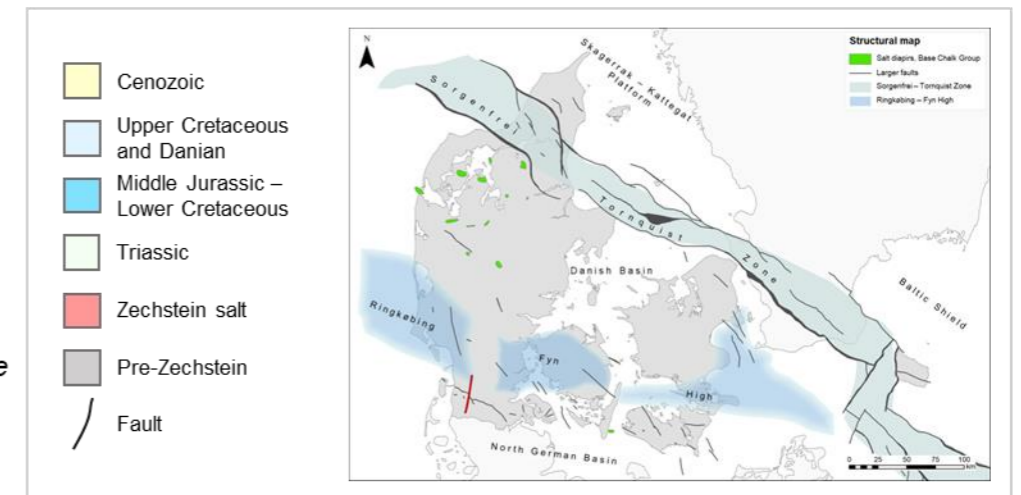 Cenozoic
Upper Cretaceous
and Danian
Middle Jurassic –
Lower Cretaceous
Triassic
Zechstein salt
Pre-Zechstein
Fault
e
N
Skagerrak – Kattegat
Platform
Structural map
Salt diapirs, Base Chalk Group
Larger faults
Sorgenfrei – Tornquist Zone
Ringkøbing – Fyn High
Sorgenfrei
Tornquist
Zone
Danish Basin
Baltic Shield
Ringkøbing
Fyn
High
North German Basin
0 25 50 75 100
km